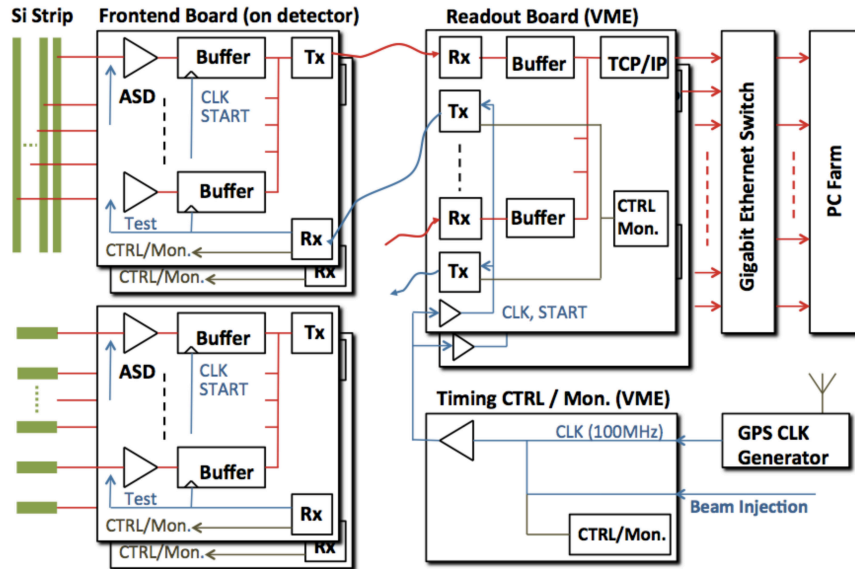 Si Strip
Frontend Board (on detector)
Readout Board (VME)
Buffer
Tx
ASD
CLK
START
Buffer
Test
Rx
CTRL/Mon.
Rx
CTRL/Mon.
Rx
Buffer
TCP/IP
Tx
Rx
Buffer
CTRL
Mon.
Tx
CLK, START
Gigabit Ethernet Switch
PC Farm
Buffer
Tx
ASD
CLK
START
Buffer
Test
Rx
CTRL/Mon.
Rx
CTRL/Mon.
Timing CTRL / Mon. (VME)
CLK (100MHz)
GPS CLK
Generator
Beam Injection
CTRL/Mon.